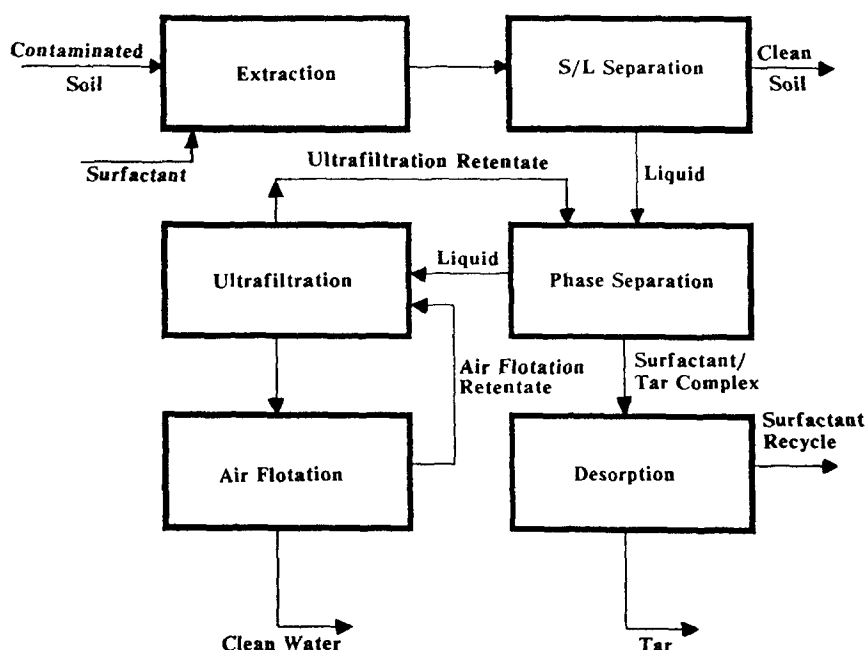 Contaminated
Soil
Extraction
S/L Separation
Clean
Soil
Surfactant
Ultrafiltration Retentate
Liquid
Ultrafiltration
Liquid
Phase Separation
Air Flotation
Retentate
Surfactant/
Tar Complex
Surfactant
Recycle
Air Flotation
Desorption
Clean Water
Tar